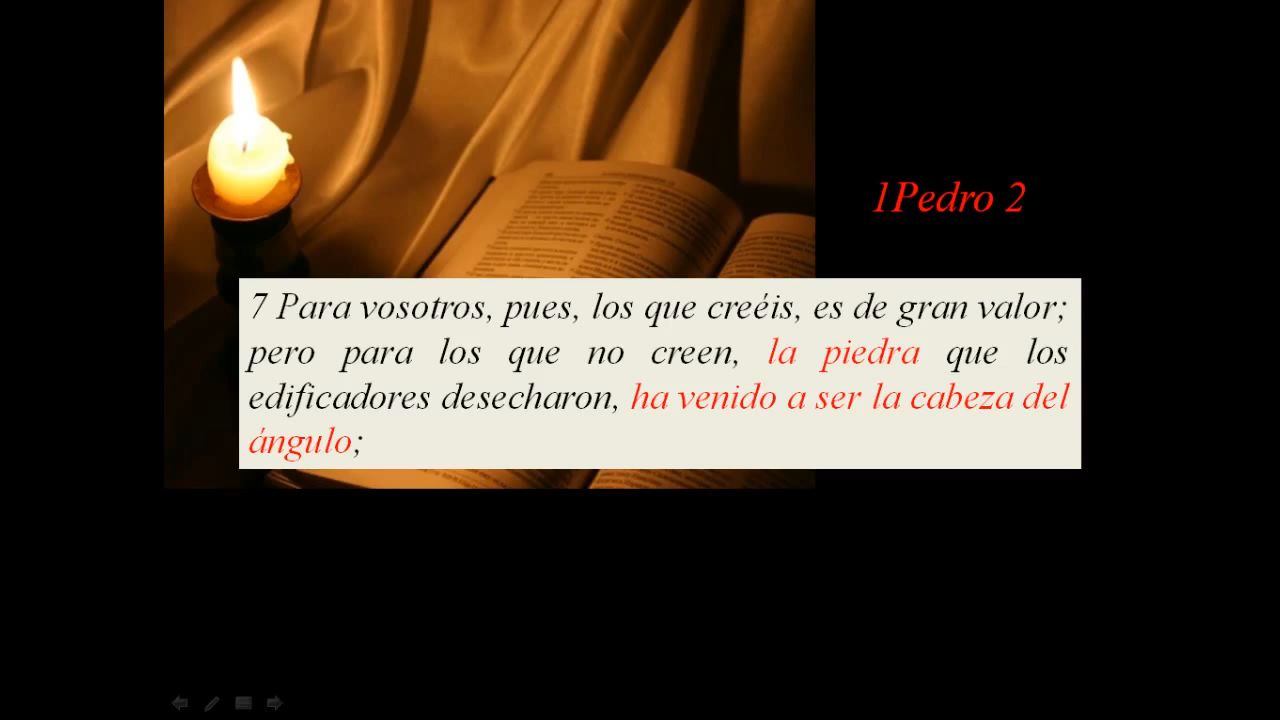 1Pedro 2
7 Para vosotros, pues, los que creéis, es de gran valor;
pero para los que no creen, la piedra que los
edificadores desecharon, ha venido a ser la cabeza del
ángulo;